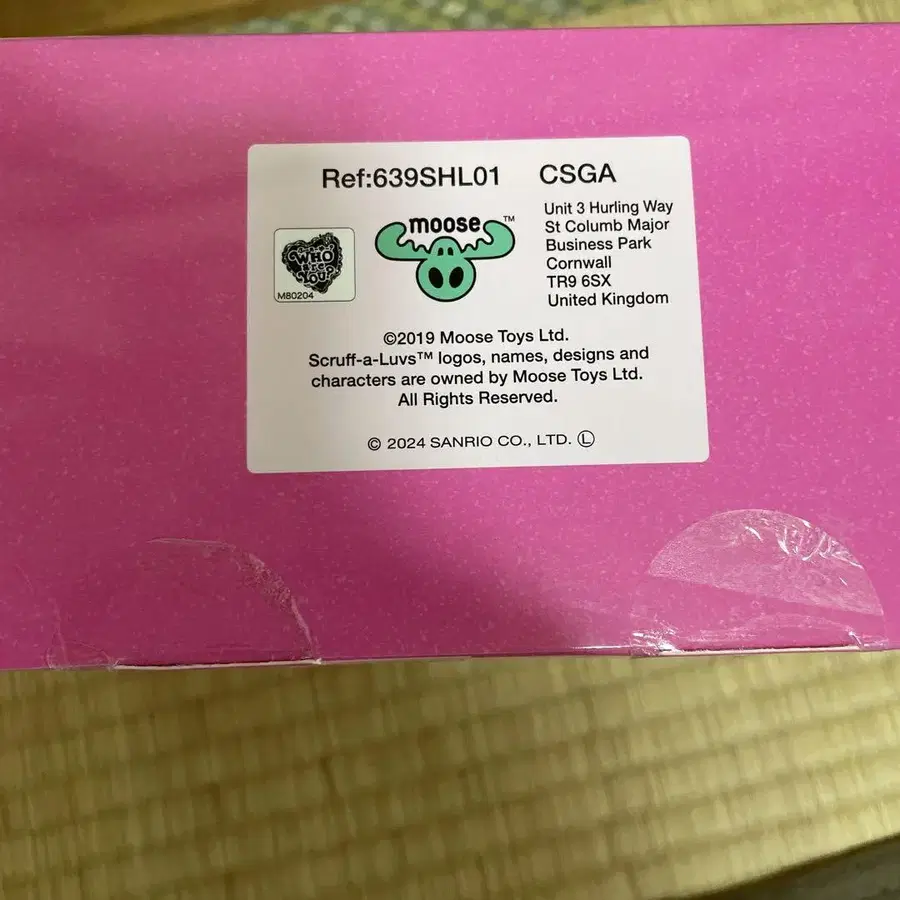 Ref:639SHL01 CSGA
WHO
YOU?
M80204
moose™
Unit 3 Hurling Way
St Columb Major
Business Park
Cornwall
TR9 6SX
United Kingdom
©2019 Moose Toys Ltd.
Scruff-a-Luvs™ logos, names, designs and
characters are owned by Moose Toys Ltd.
All Rights Reserved.
© 2024 SANRIO CO., LTD. Ⓛ